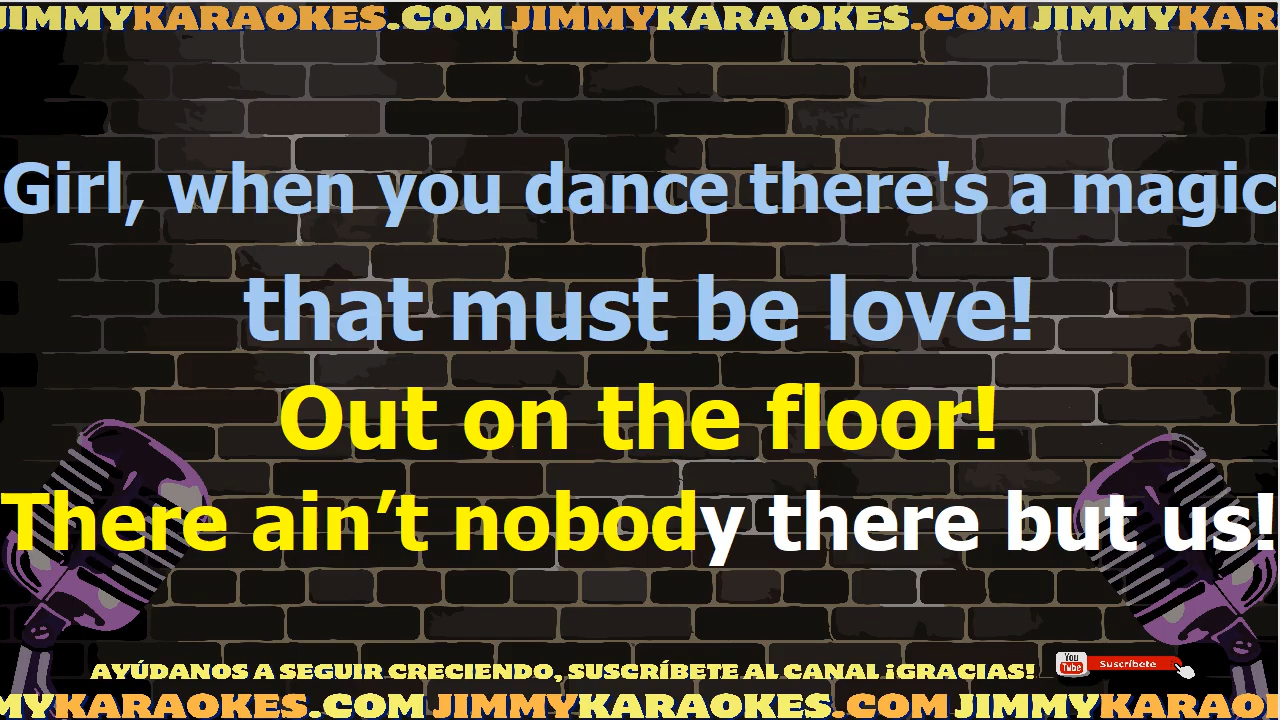 JIMMYKARAOKES.COM JIMMYKARAOKES.COM JIMMYKAR
Girl, when you dance there's a magic
that must be love!
Out on the floor!
There ain’t nobody there but us!
AYÚDANOS A SEGUIR CRECIENDO, SUSCRÍBETE AL CANAL ¡GRACIAS!
You
Tube
Suscríbete
MYKARAOKES.COM JIMMYKARAOKES.COM JIMMYKARAO